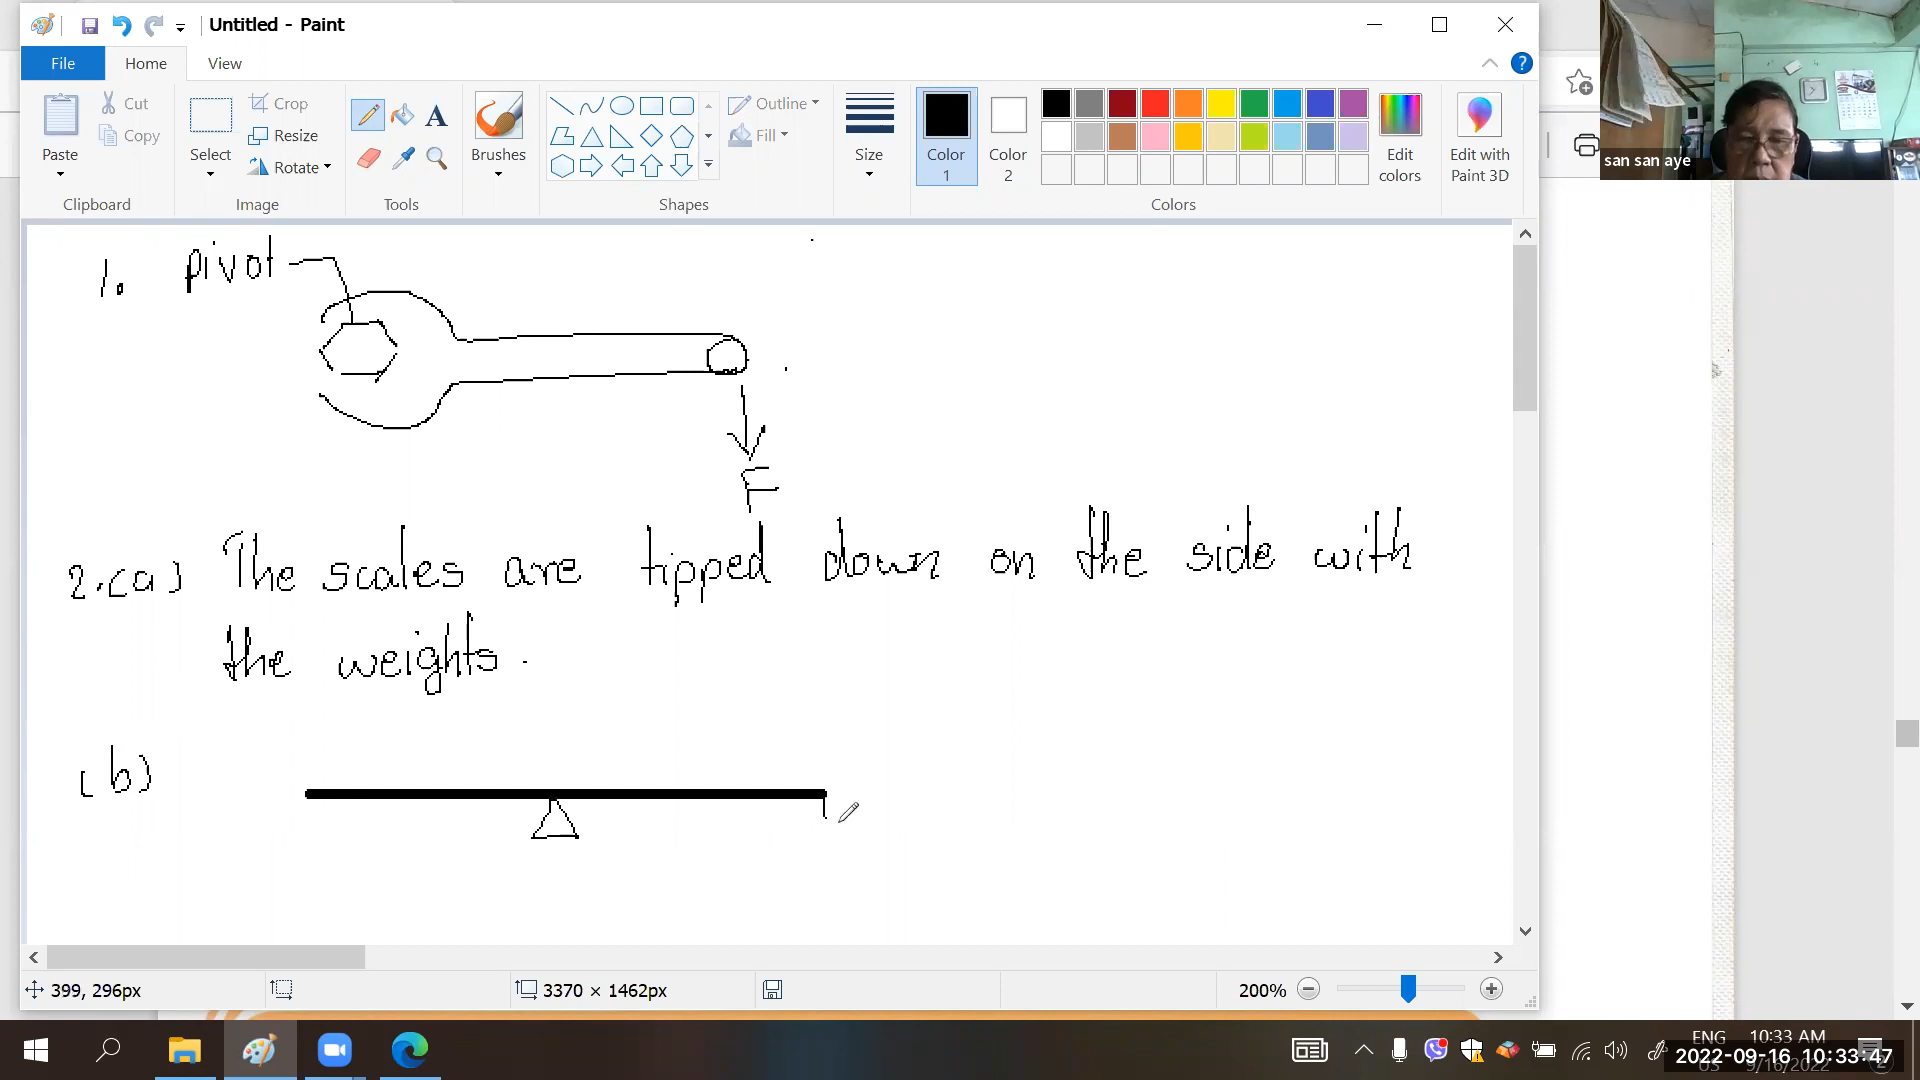 Untitled - Paint
File Home View
Cut
Copy
Paste
Clipboard
Crop
Resize
Rotate
Select
Image
A
Tools
Brushes
Outline
Fill
Shapes
Size
Color 1
Color 2
Edit colors
Edit with Paint 3D
Colors
san san aye
1. pivot
F
2.(a) The scales are tipped down on the side with
the weights.
(b)
399, 296px
3370 × 1462px
200%
ENG
10:33 AM
2022-09-16 10:33:47